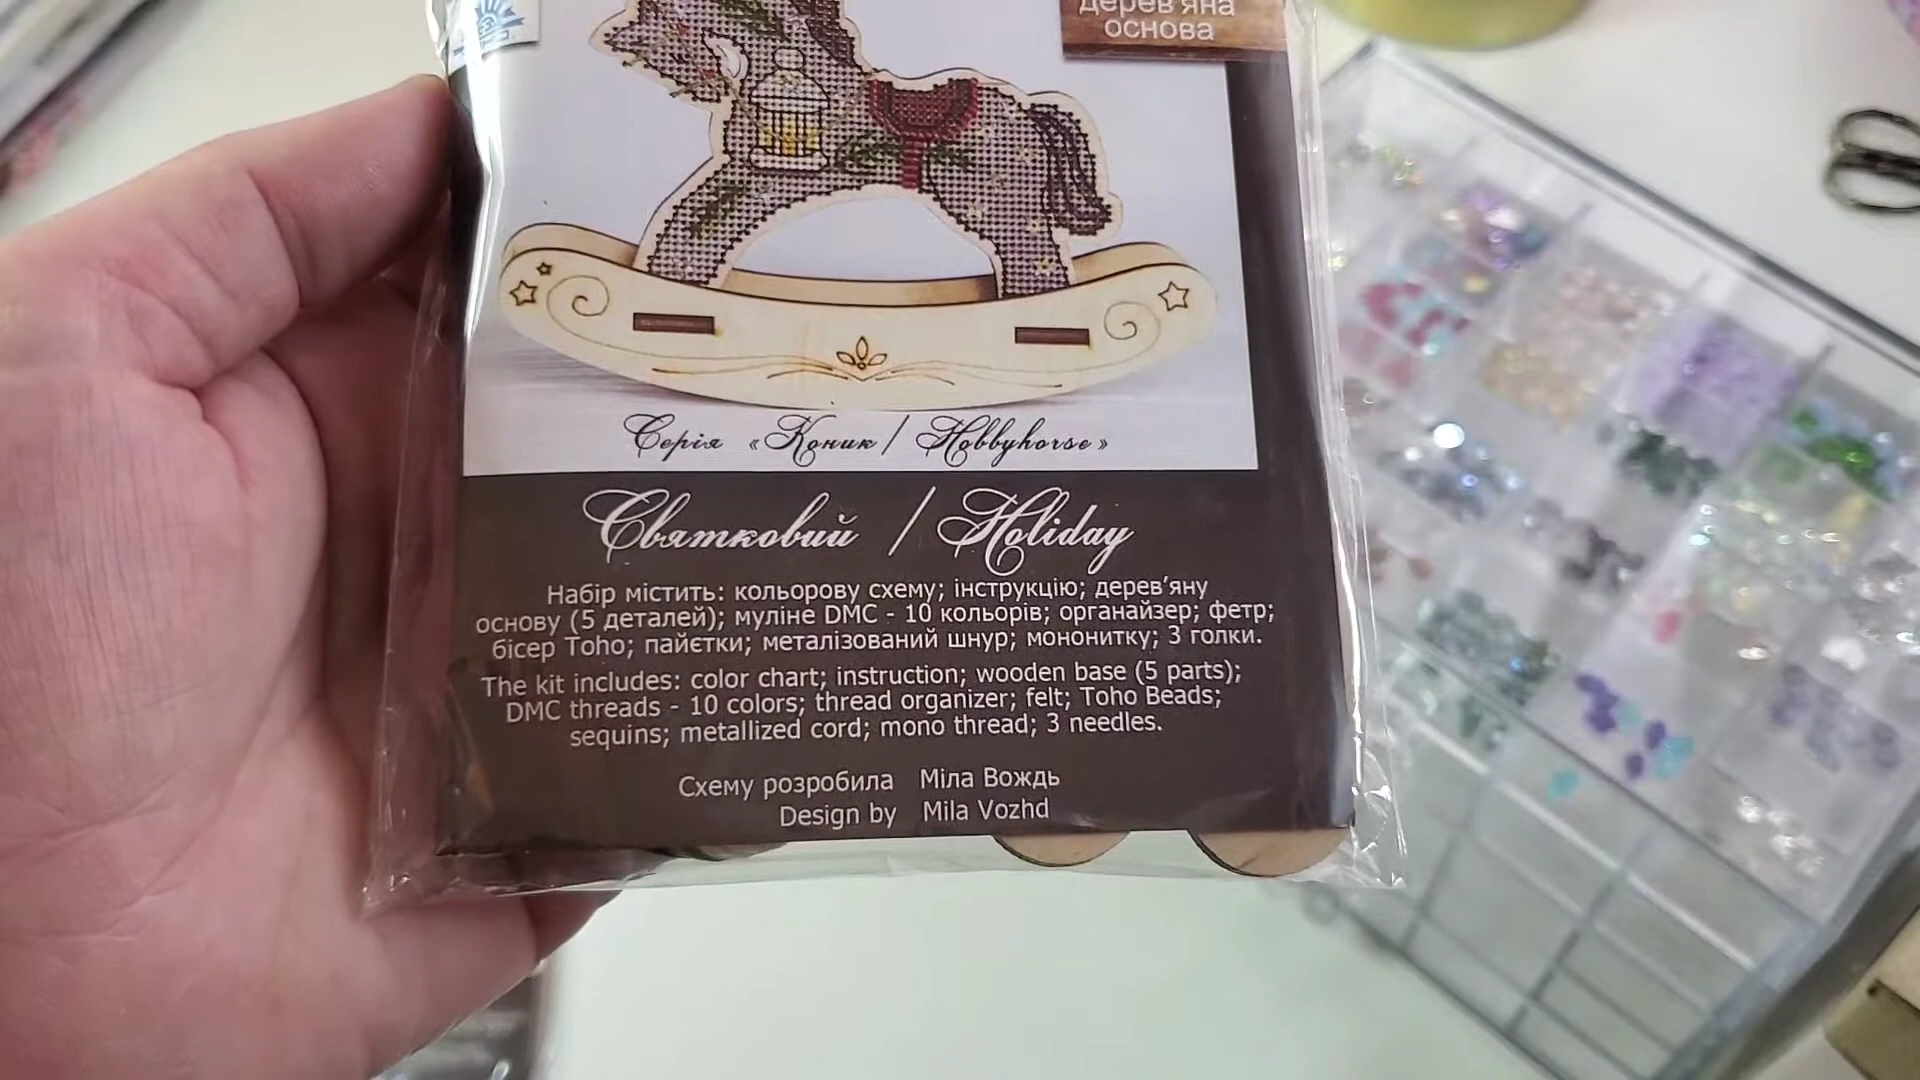 дерев'яна
основа
Серія «Коник / Hobbyhorse»
Святковий / Holiday
Набір містить: кольорову схему; інструкцію; дерев’яну
основу (5 деталей); муліне DMC - 10 кольорів; органайзер; фетр;
бісер Toho; пайєтки; металізований шнур; мононитку; 3 голки.
The kit includes: color chart; instruction; wooden base (5 parts);
DMC threads - 10 colors; thread organizer; felt; Toho Beads;
sequins; metallized cord; mono thread; 3 needles.
Схему розробила Міла Вождь
Design by Mila Vozhd